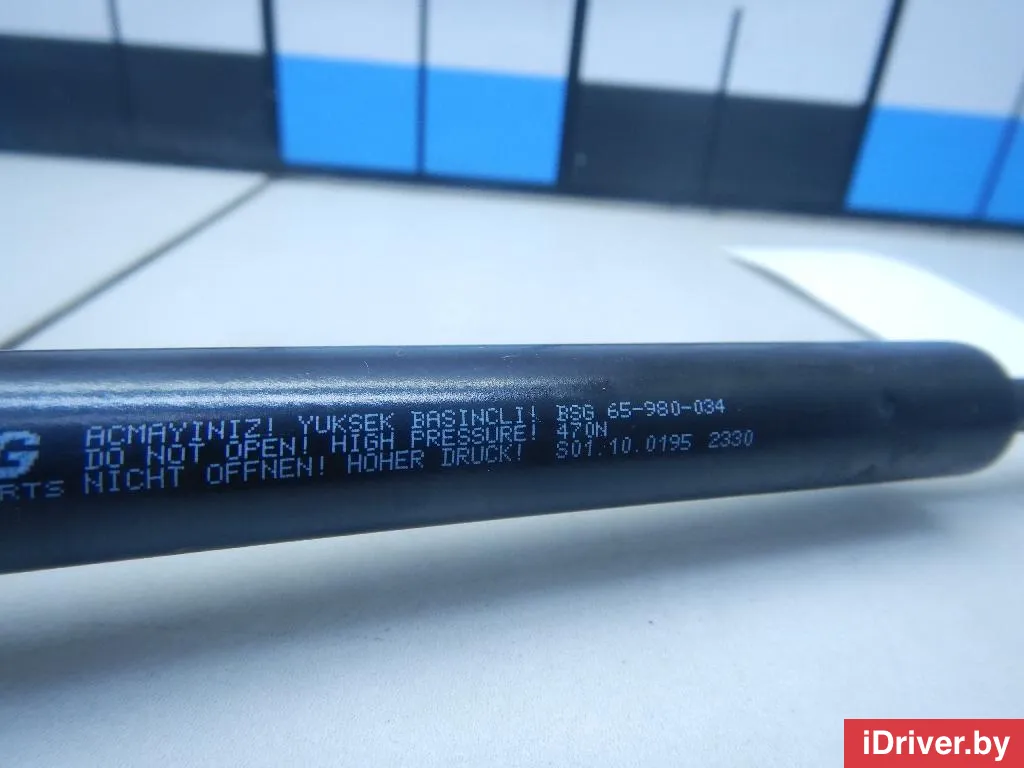 G
RTS
ACMAYINIZ! YUKSEK BASINCLI! BSG 65-980-034
DO NOT OPEN! HIGH PRESSURE! 470N
NICHT OFFNEN! HOHER DRUCK! S01.10.0195 2330
iDriver.by